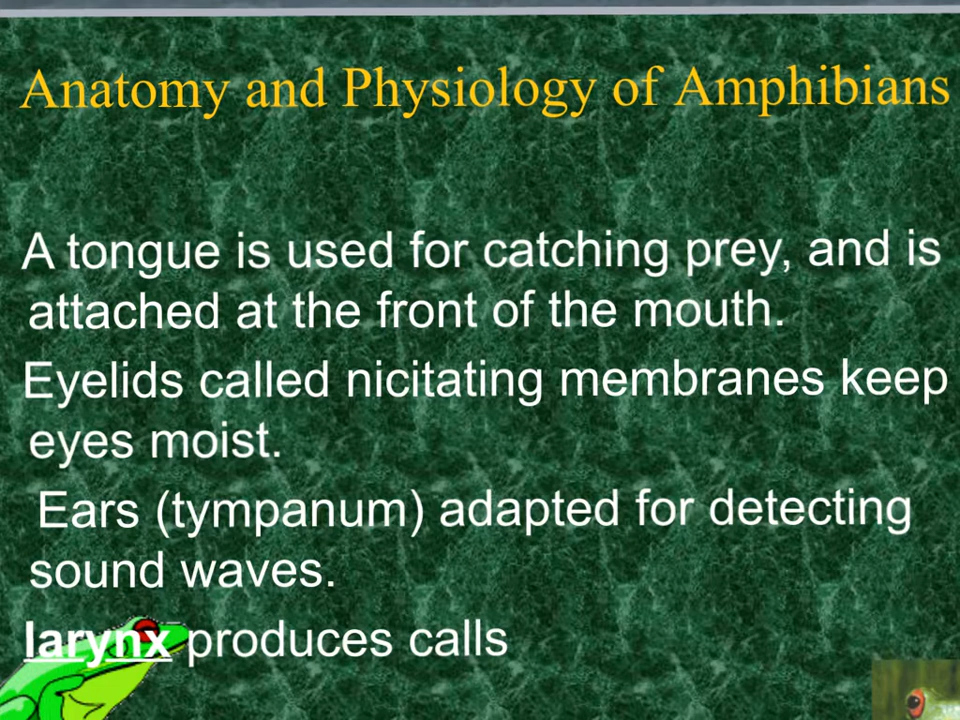 Anatomy and Physiology of Amphibians
A tongue is used for catching prey, and is
attached at the front of the mouth.
Eyelids called nicitating membranes keep
eyes moist.
Ears (tympanum) adapted for detecting
sound waves.
larynx produces calls